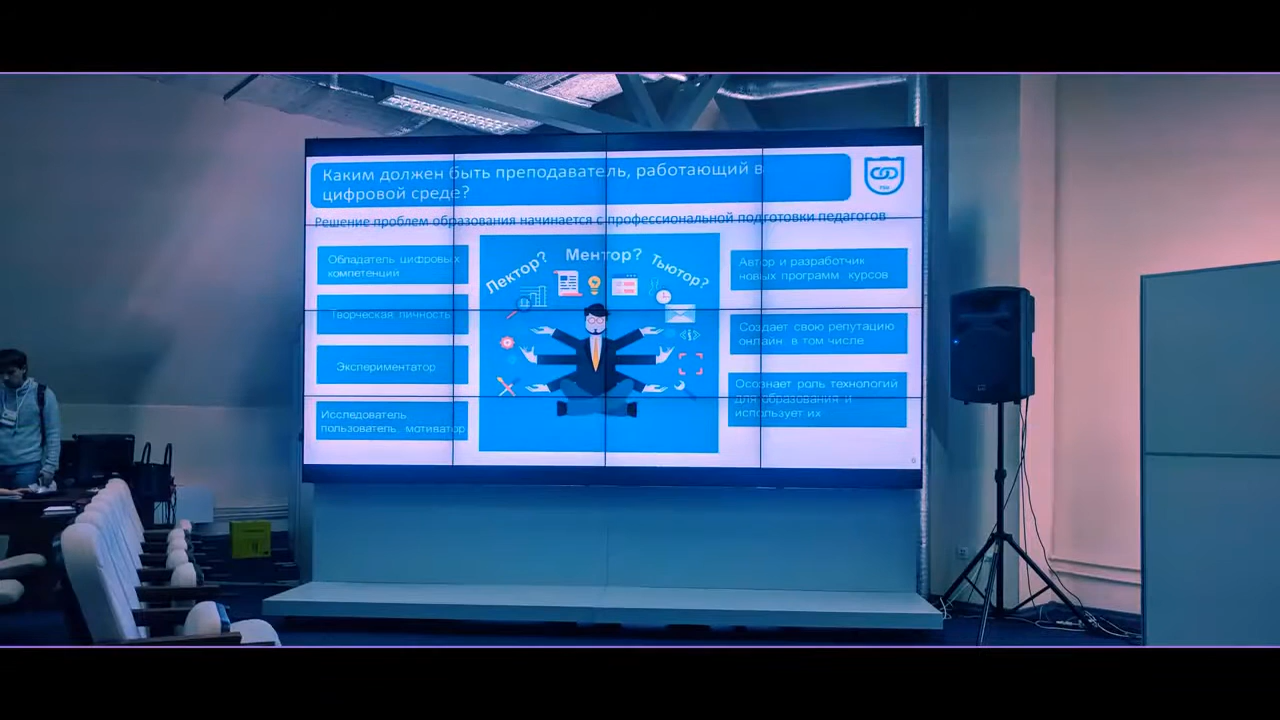 Каким должен быть преподаватель, работающий в
цифровой среде?
Решение проблем образования начинается с профессиональной подготовки педагогов
Обладатель цифровых
компетенций
Творческая личность
Экспериментатор
Исследователь
пользователь, мотиватор
Лектор? Ментор? Тьютор?
Автор и разработчик
новых программ курсов
Создает свою репутацию
онлайн в том числе
Осознает роль технологий
для образования и
использует их